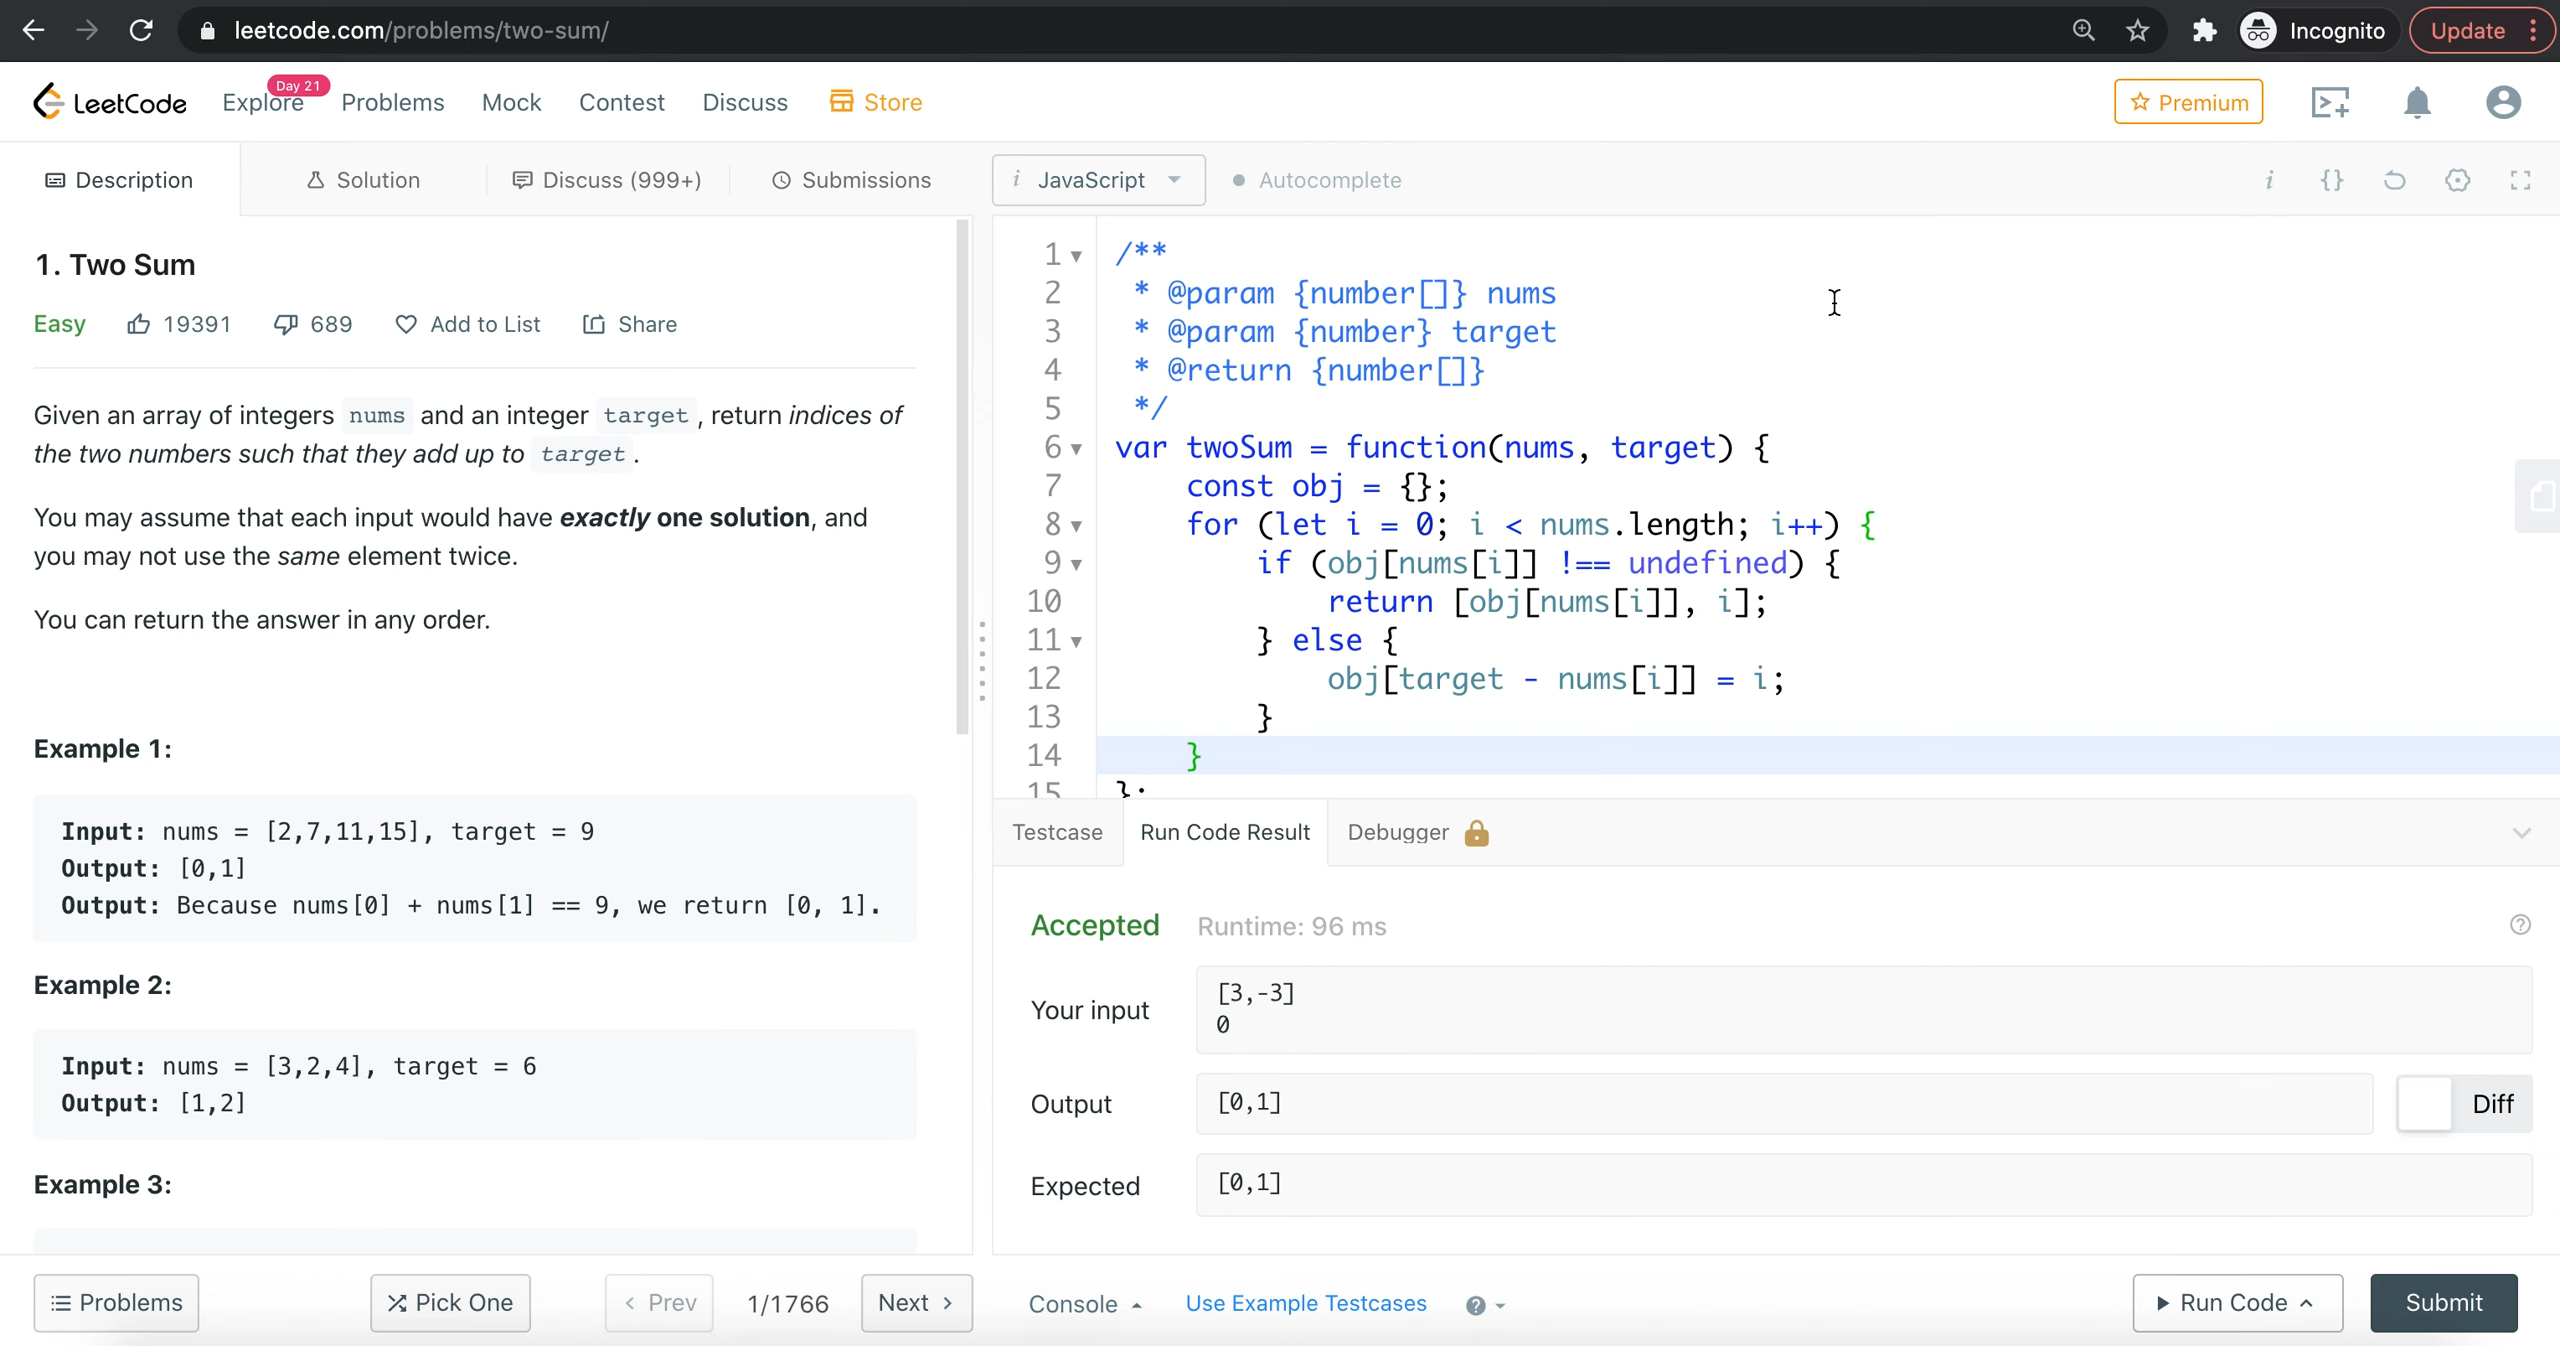 leetcode.com/problems/two-sum/
Incognito
Update
LeetCode
Explore
Day 21
Problems
Mock
Contest
Discuss
Store
Premium
Description
Solution
Discuss (999+)
Submissions
1. Two Sum
Easy
19391
689
Add to List
Share
Given an array of integers nums and an integer target, return indices of
the two numbers such that they add up to target.
You may assume that each input would have exactly one solution, and
you may not use the same element twice.
You can return the answer in any order.
Example 1:
Input: nums = [2,7,11,15], target = 9
Output: [0,1]
Output: Because nums[0] + nums[1] == 9, we return [0, 1].
Example 2:
Input: nums = [3,2,4], target = 6
Output: [1,2]
Example 3:
Problems
Pick One
< Prev
1/1766
Next >
i JavaScript
Autocomplete
i
{}
1 /**
2 * @param {number[]} nums
3 * @param {number} target
4 * @return {number[]}
5 */
6 var twoSum = function(nums, target) {
7 const obj = {};
8 for (let i = 0; i < nums.length; i++) {
9 if (obj[nums[i]] !== undefined) {
10 return [obj[nums[i]], i];
11 } else {
12 obj[target - nums[i]] = i;
13 }
14 }
15 };
Testcase
Run Code Result
Debugger
Accepted
Runtime: 96 ms
Your input
[3,-3]
0
Output
[0,1]
Diff
Expected
[0,1]
Console
Use Example Testcases
Run Code
Submit